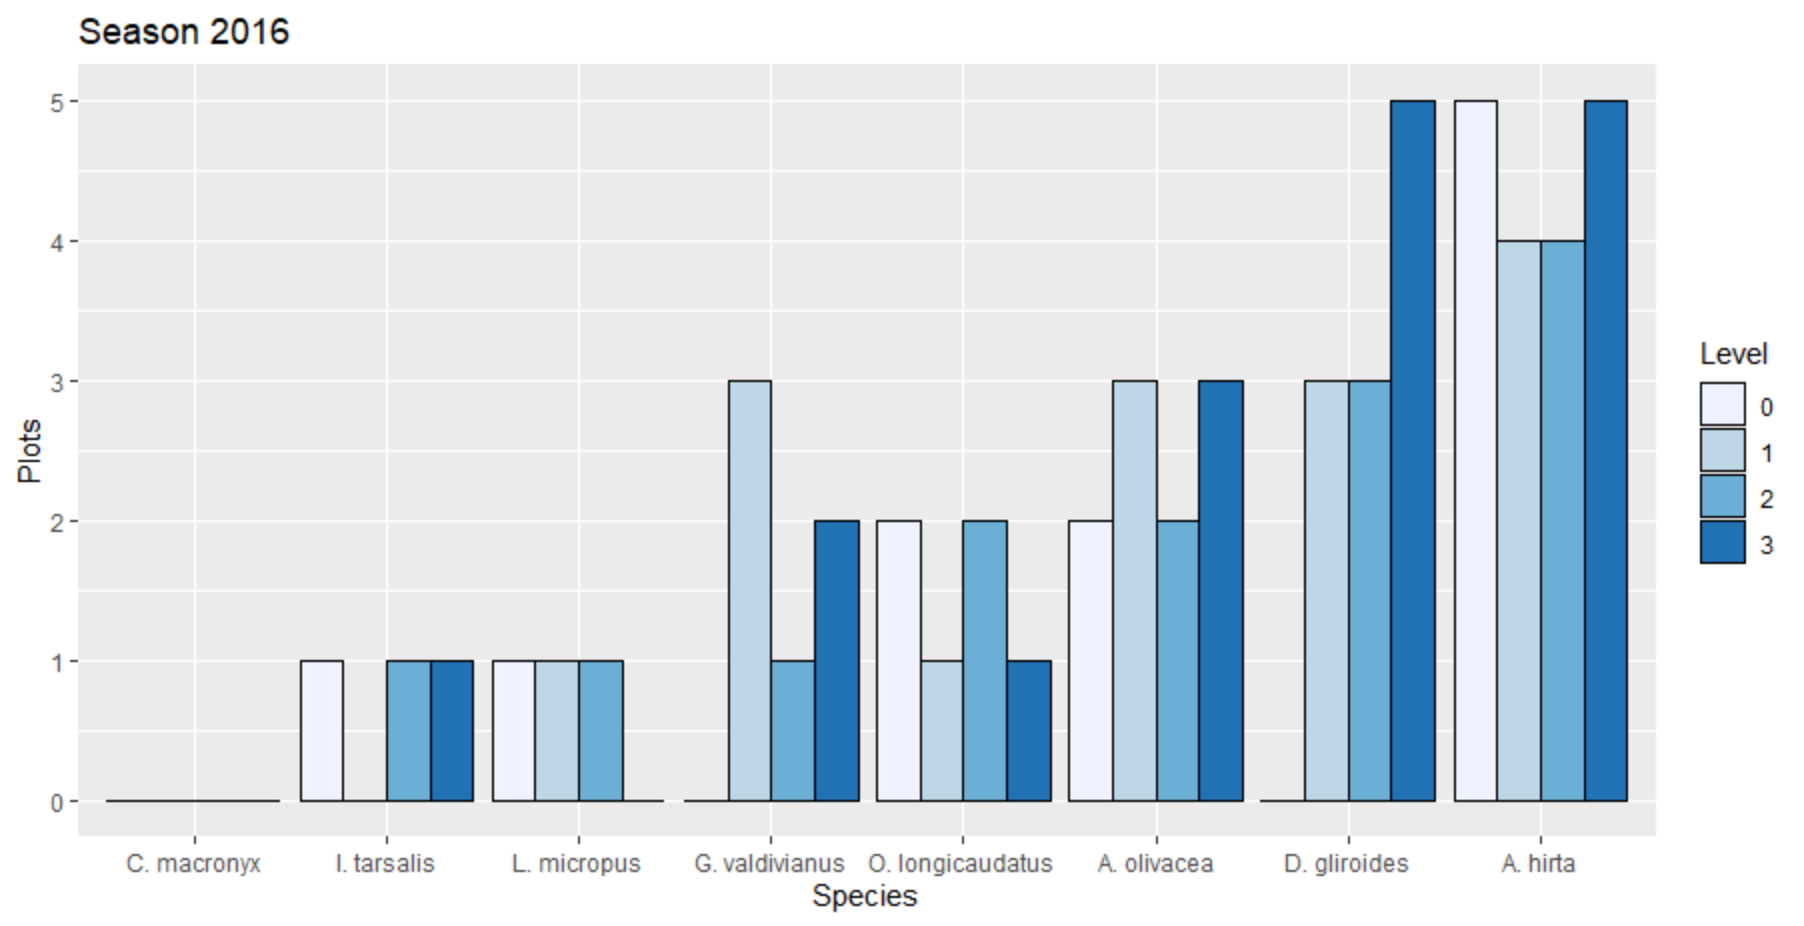 Season 2016
5
4
3
2
1
0
Plots
C. macronyx I. tarsalis L. micropus G. valdivianus O. longicaudatus A. olivacea D. gliroides A. hirta
Species
Level
0
1
2
3